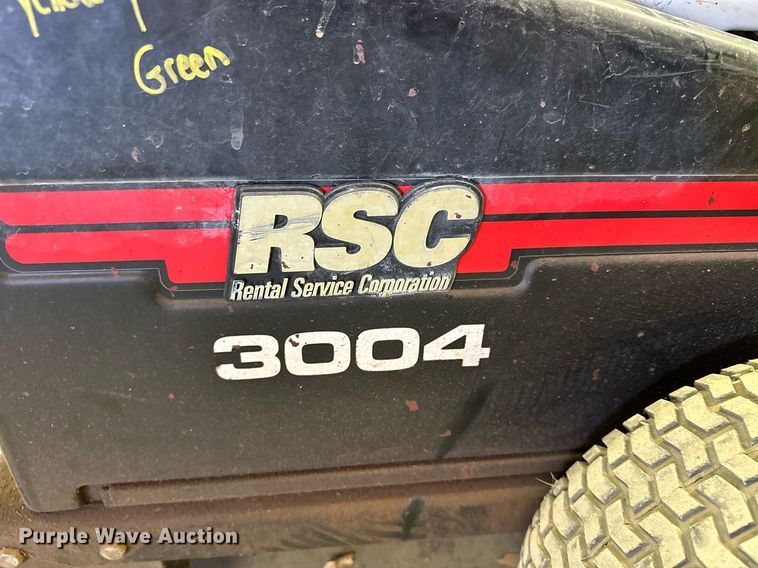 Green
RSC
Rental Service Corporation
3004
Purple Wave Auction